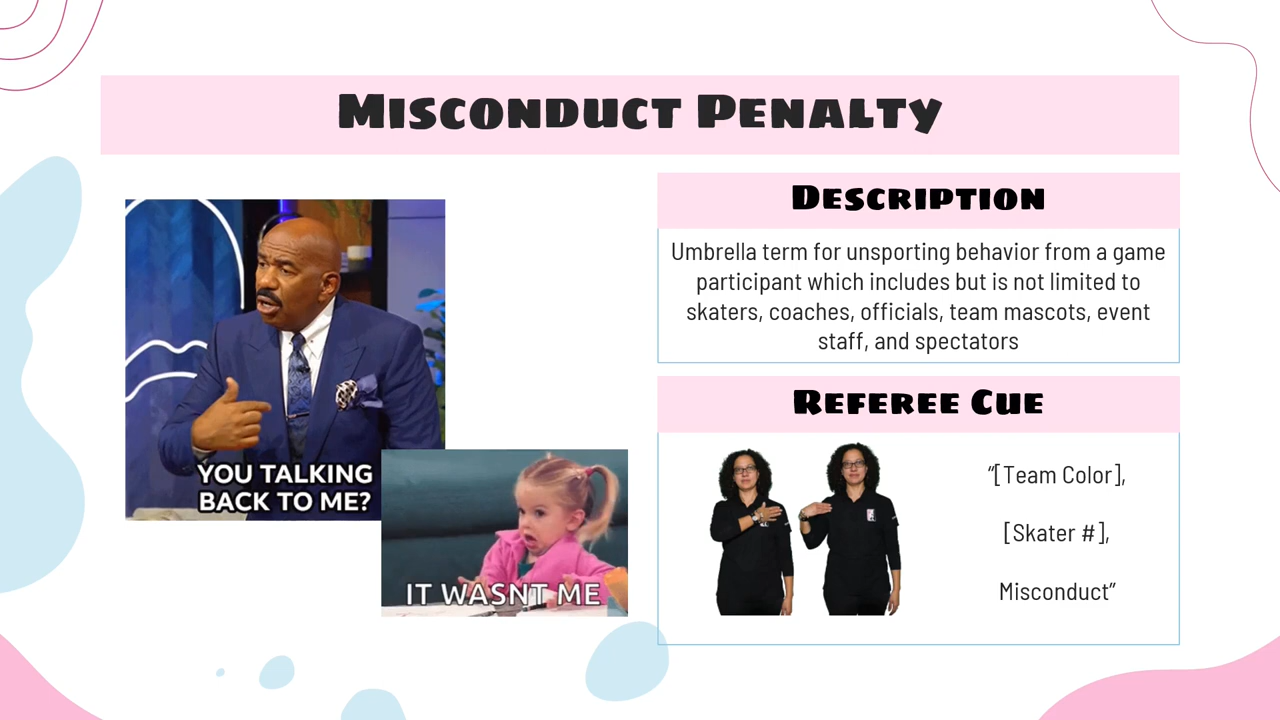 Misconduct Penalty
YOU TALKING
BACK TO ME?
IT WASNT ME
Description
Umbrella term for unsporting behavior from a game
participant which includes but is not limited to
skaters, coaches, officials, team mascots, event
staff, and spectators
Referee Cue
“[Team Color],
[Skater #],
Misconduct”